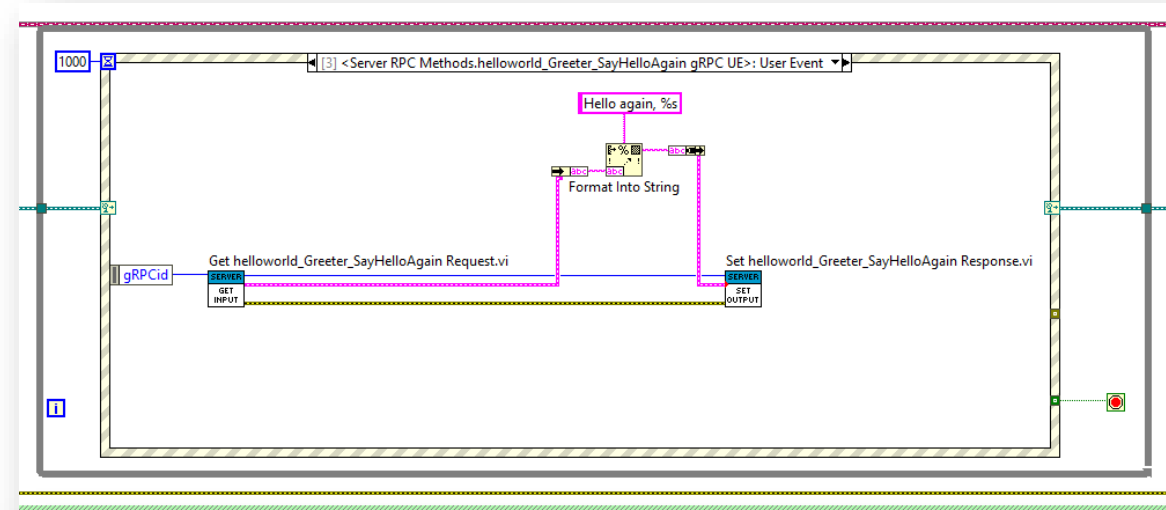 1000
[3] <Server RPC Methods.helloworld_Greeter_SayHelloAgain gRPC UE>: User Event
Hello again, %s
abc
abc
abc
Format Into String
Get helloworld_Greeter_SayHelloAgain Request.vi
Set helloworld_Greeter_SayHelloAgain Response.vi
gRPCid
SERVER
GET
INPUT
SERVER
SET
OUTPUT
i